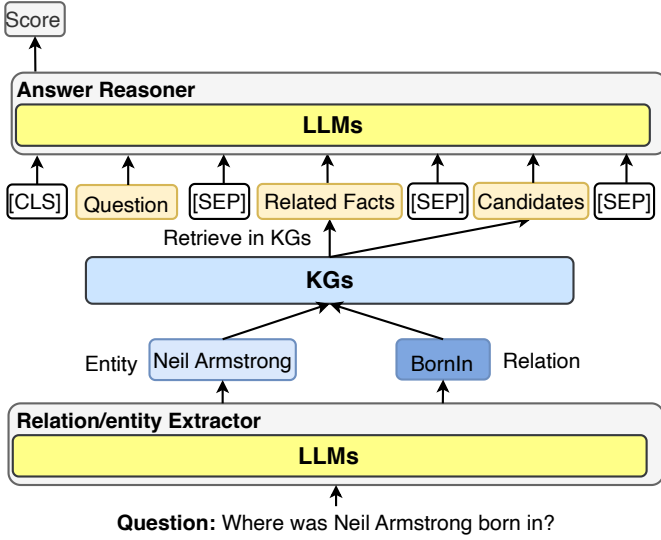 Score
Answer Reasoner
LLMs
[CLS] Question [SEP] Related Facts [SEP] Candidates [SEP]
Retrieve in KGs
KGs
Entity Neil Armstrong BornIn Relation
Relation/entity Extractor
LLMs
Question: Where was Neil Armstrong born in?